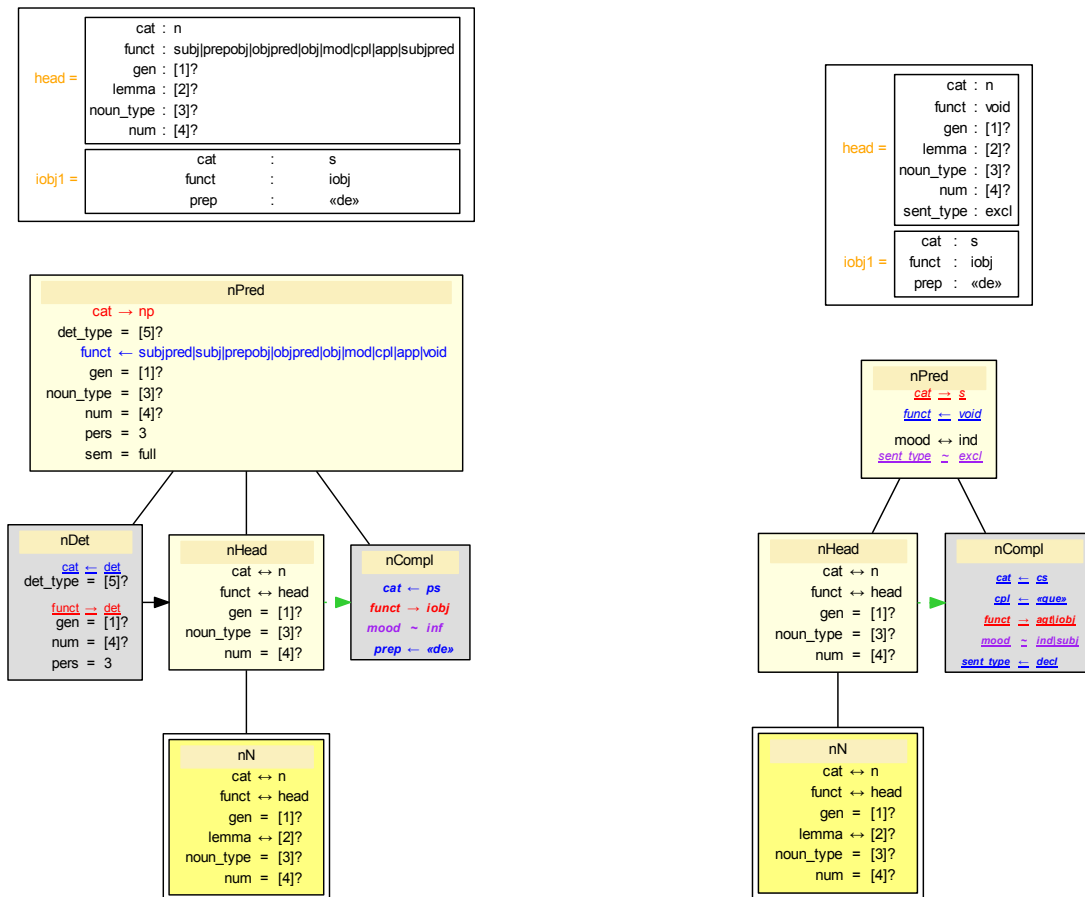 cat : n
funct : subj|prepobj|objpred|obj|mod|cpl|app|subjpred
head =
gen : [1]?
lemma : [2]?
noun_type : [3]?
num : [4]?
cat : s
iobj1 =
funct : iobj
prep : «de»
cat : n
funct : void
gen : [1]?
head =
lemma : [2]?
noun_type : [3]?
num : [4]?
sent_type : excl
cat : s
iobj1 =
funct : iobj
prep : «de»
nPred
cat → np
det_type = [5]?
funct ← subjpred|subj|prepobj|objpred|obj|mod|cpl|app|void
gen = [1]?
noun_type = [3]?
num = [4]?
pers = 3
sem = full
nDet
cat ← det
det_type = [5]?
funct → det
gen = [1]?
num = [4]?
pers = 3
nHead
cat ↔ n
funct ↔ head
gen = [1]?
noun_type = [3]?
num = [4]?
nCompl
cat ← ps
funct → iobj
mood ~ inf
prep ← «de»
nN
cat ↔ n
funct ↔ head
gen = [1]?
lemma ↔ [2]?
noun_type = [3]?
num = [4]?
nPred
cat → s
funct ← void
mood ↔ ind
sent_type ~ excl
nHead
cat ↔ n
funct ↔ head
gen = [1]?
noun_type = [3]?
num = [4]?
nCompl
cat ← cs
cpl ← «que»
funct → aqt|iobj
mood ~ ind|subj
sent_type ← decl
nN
cat ↔ n
funct ↔ head
gen = [1]?
lemma ↔ [2]?
noun_type = [3]?
num = [4]?